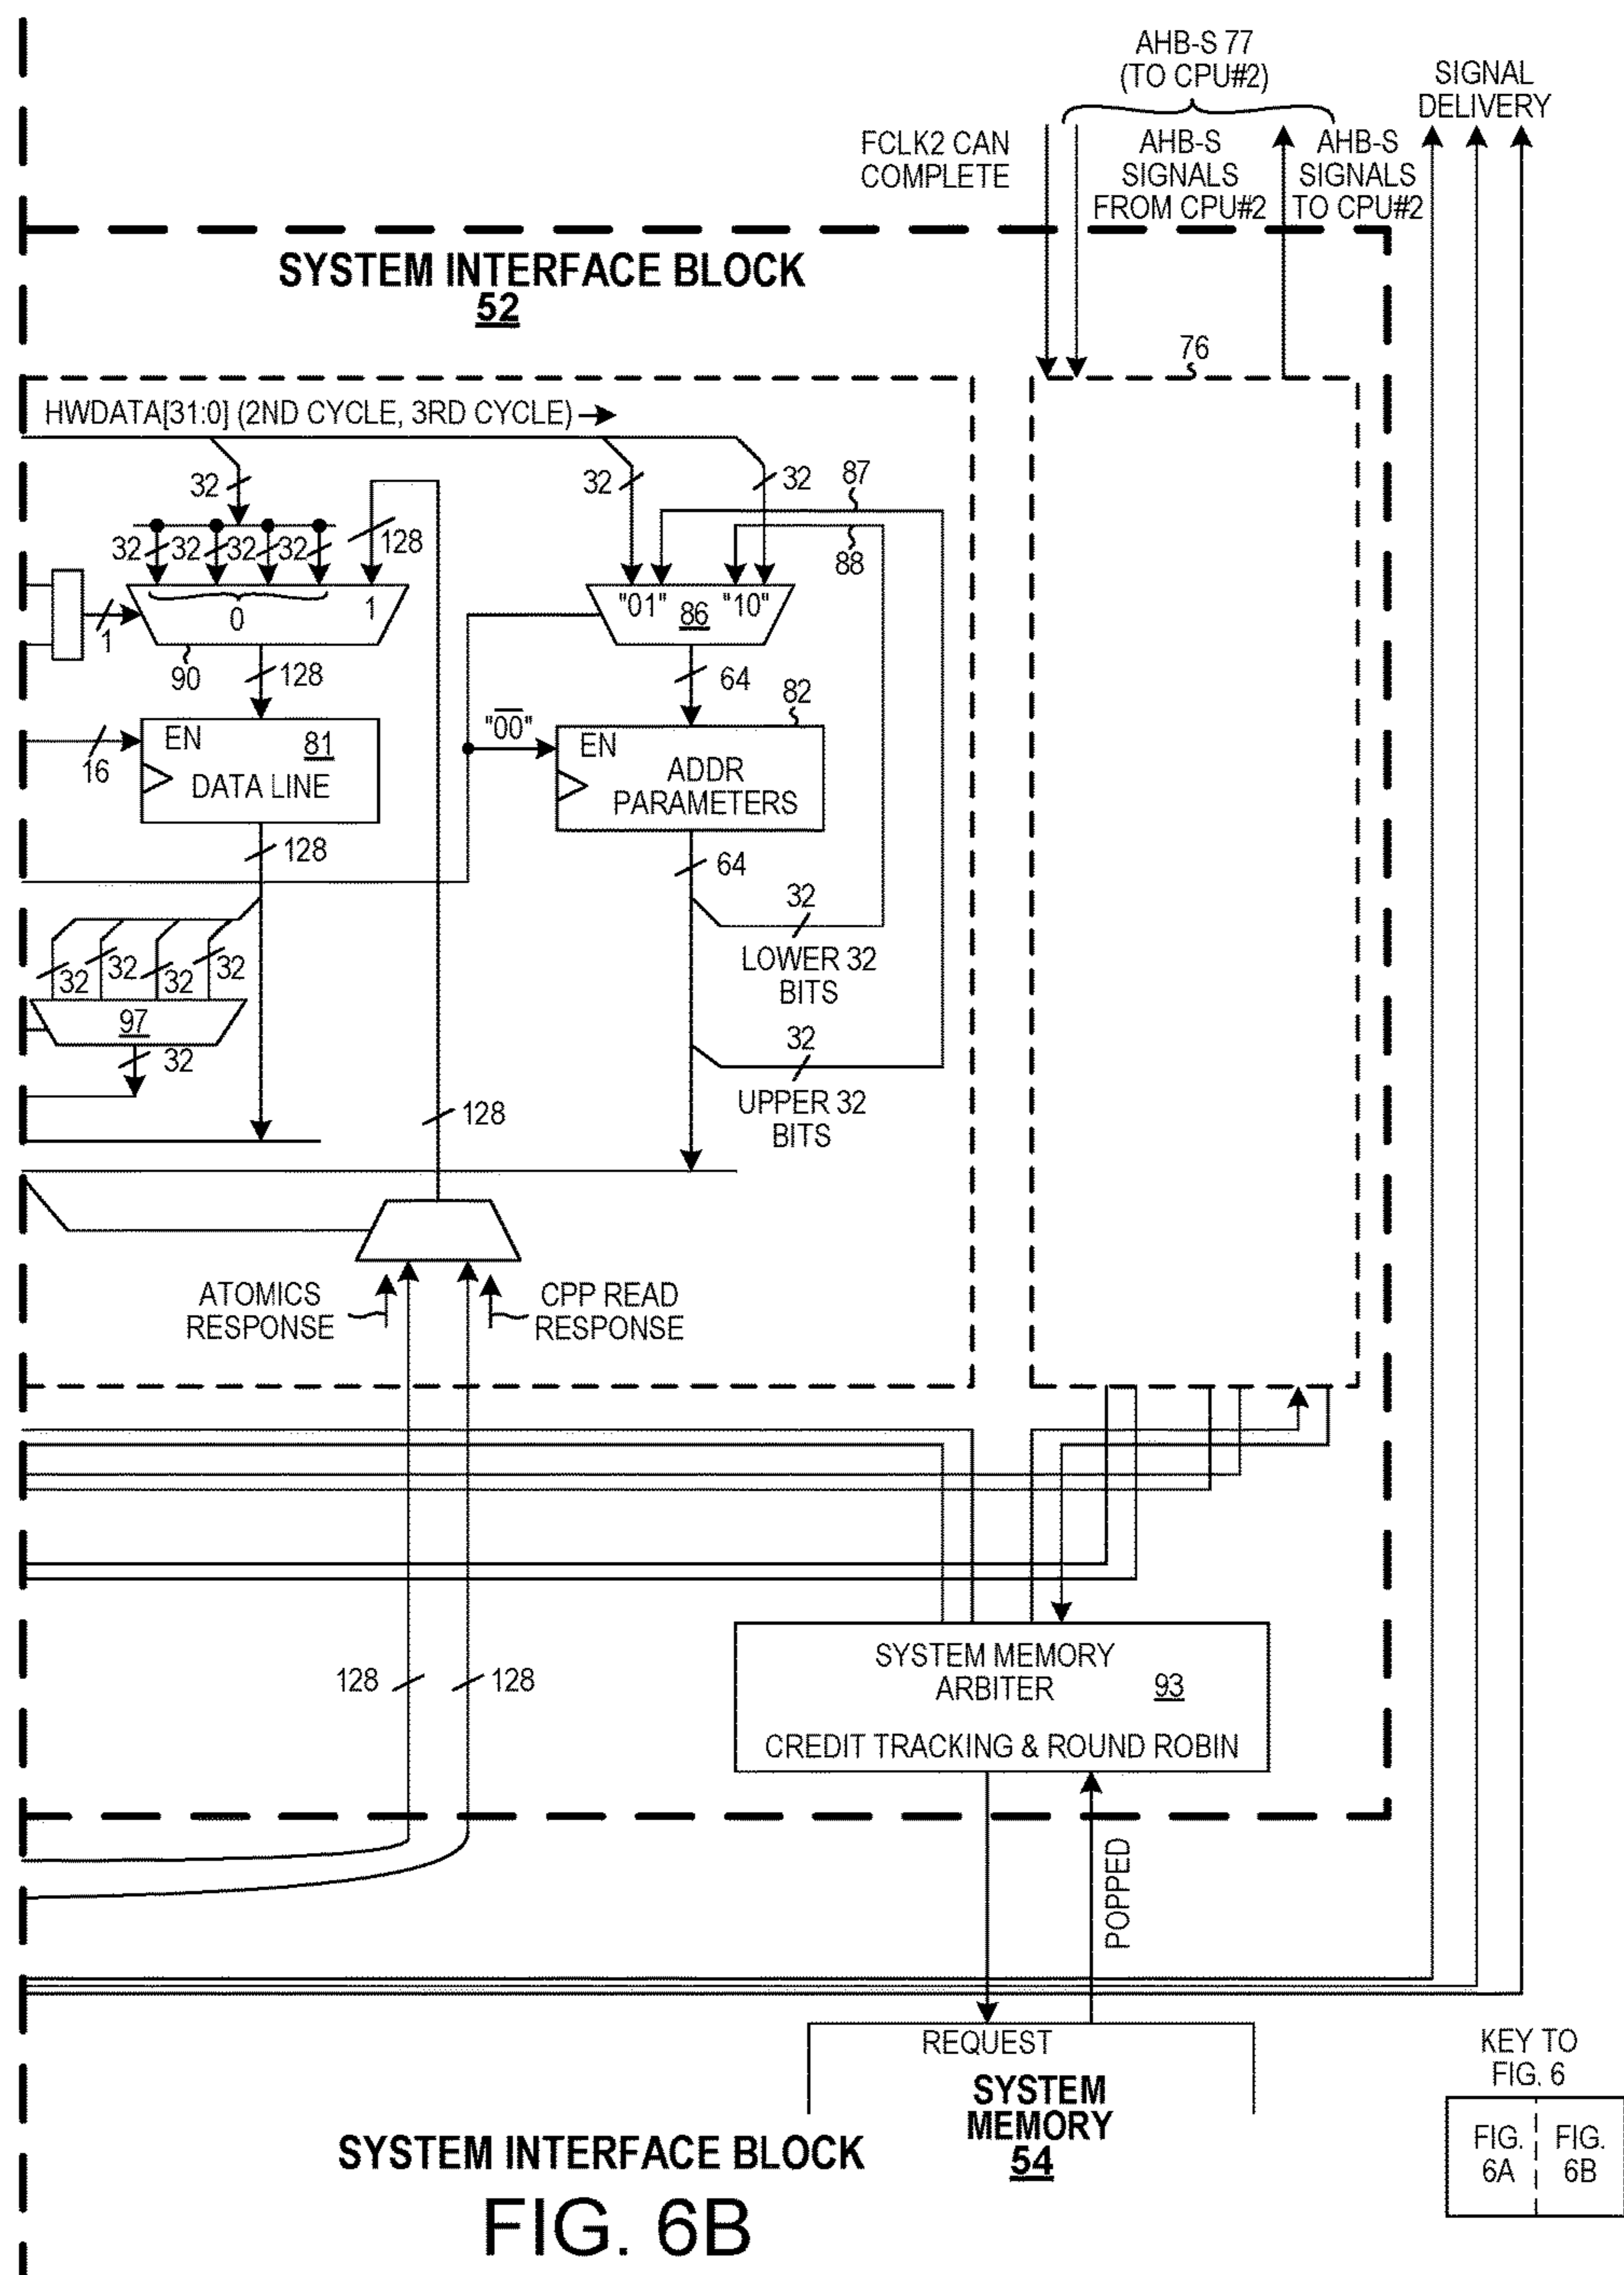 AHB-S 77
(TO CPU#2)
SIGNAL
DELIVERY
FCLK2 CAN
COMPLETE
AHB-S
SIGNALS
FROM CPU#2
AHB-S
SIGNALS
TO CPU#2
SYSTEM INTERFACE BLOCK
52
76
HWDATA[31:0] (2ND CYCLE, 3RD CYCLE)
32
32
32
87
88
32
32
32
32
128
0
1
"01"
86
"10"
1
90
128
64
82
"00"
EN
81
DATA LINE
16
EN
ADDR
PARAMETERS
128
64
32
LOWER 32
BITS
32
32
32
32
97
32
32
UPPER 32
BITS
128
ATOMICS
RESPONSE
CPP READ
RESPONSE
128
128
SYSTEM MEMORY
ARBITER
93
CREDIT TRACKING & ROUND ROBIN
POPPED
REQUEST
SYSTEM
MEMORY
54
KEY TO
FIG. 6
FIG.
6A
FIG.
6B
SYSTEM INTERFACE BLOCK
FIG. 6B